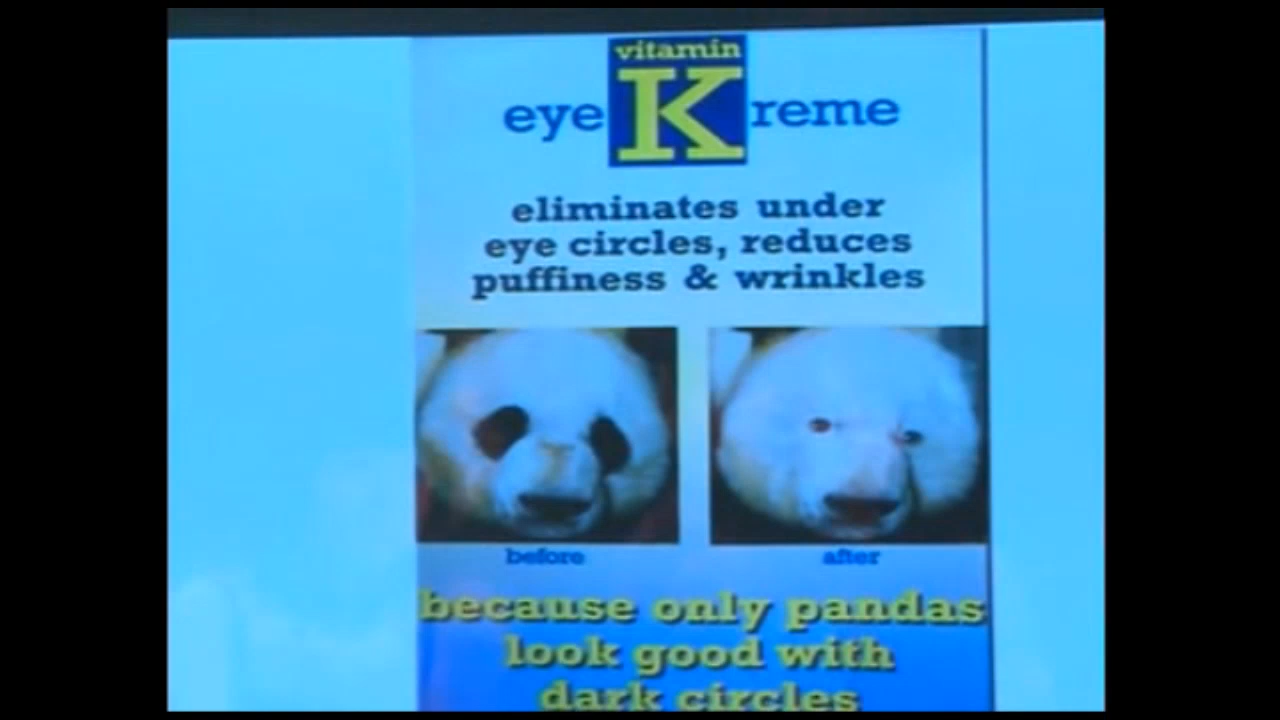 vitamin
eye K reme
eliminates under
eye circles, reduces
puffiness & wrinkles
before
after
because only pandas
look good with
dark circles